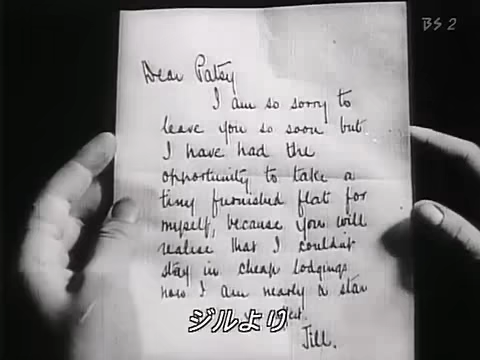 BS 2
Dear Patsy
I am so sorry to
leave you so soon but
I have had the
opportunity to take a
tiny furnished flat for
myself, because you will
realise that I couldn't
stay in cheap lodgings
now I am nearly a star
ジルより
Jill.